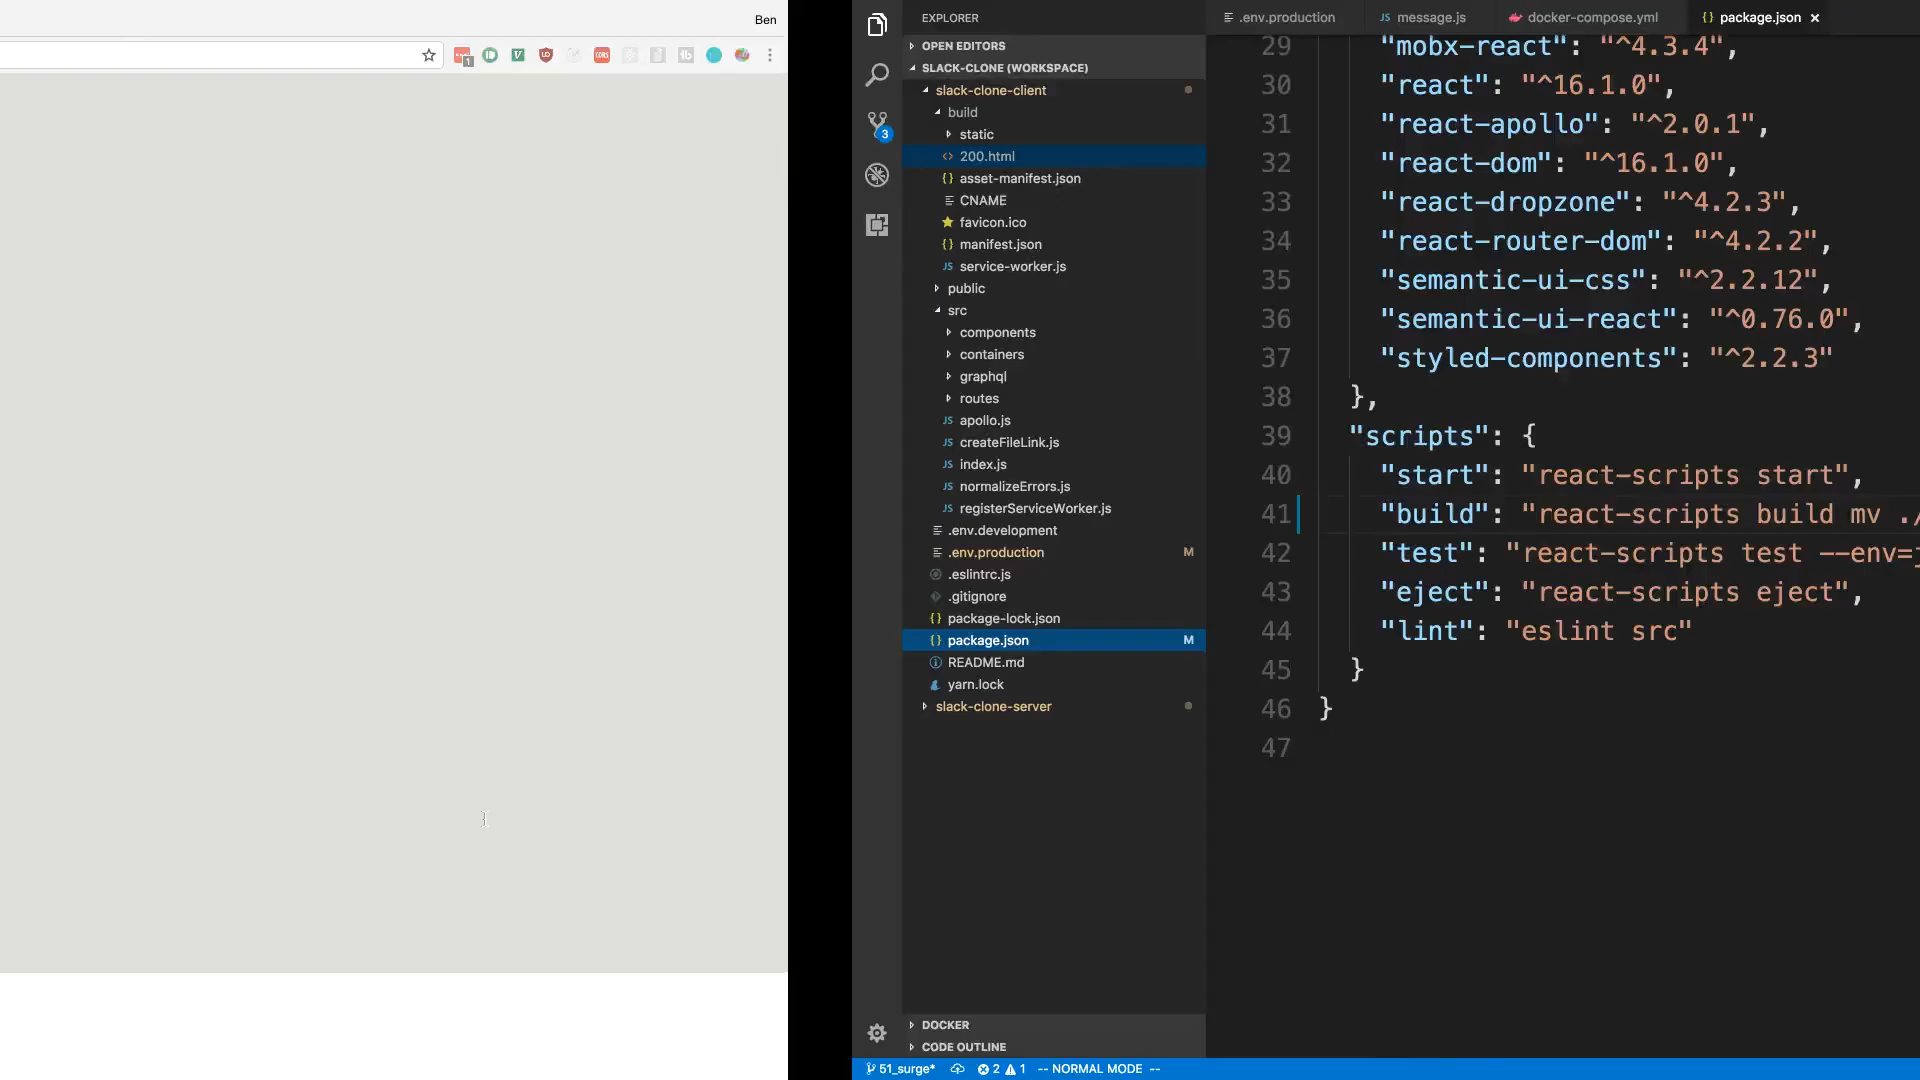 Ben
1
CORS
EXPLORER
OPEN EDITORS
SLACK-CLONE (WORKSPACE)
slack-clone-client
build
static
200.html
asset-manifest.json
CNAME
favicon.ico
manifest.json
service-worker.js
public
src
components
containers
graphql
routes
apollo.js
createFileLink.js
index.js
normalizeErrors.js
registerServiceWorker.js
.env.development
.env.production M
.eslintrc.js
.gitignore
package-lock.json
package.json M
README.md
yarn.lock
slack-clone-server
DOCKER
CODE OUTLINE
3
.env.production message.js docker-compose.yml package.json
29 "mobx-react": "^4.3.4",
30 "react": "^16.1.0",
31 "react-apollo": "^2.0.1",
32 "react-dom": "^16.1.0",
33 "react-dropzone": "^4.2.3",
34 "react-router-dom": "^4.2.2",
35 "semantic-ui-css": "^2.2.12",
36 "semantic-ui-react": "^0.76.0",
37 "styled-components": "^2.2.3"
38 },
39 "scripts": {
40 "start": "react-scripts start",
41 "build": "react-scripts build mv ./
42 "test": "react-scripts test --env=j
43 "eject": "react-scripts eject",
44 "lint": "eslint src"
45 }
46 }
47
51_surge* 2 1 -- NORMAL MODE --